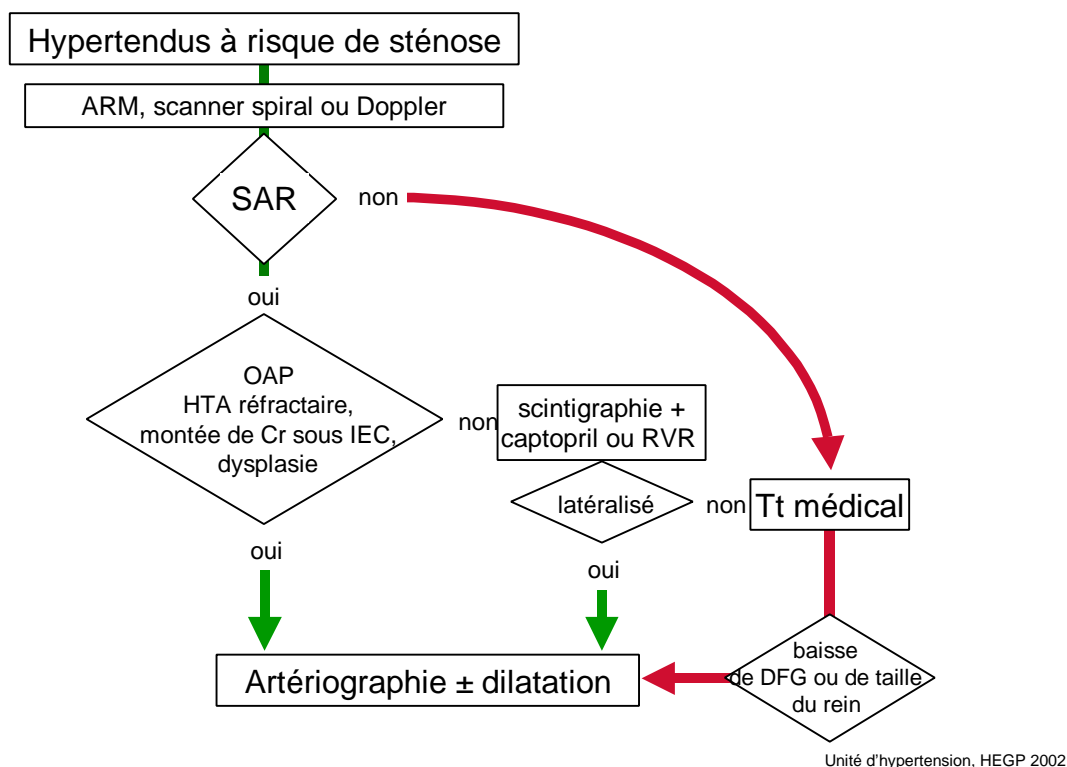 Hypertendus à risque de sténose
ARM, scanner spiral ou Doppler
SAR
non
oui
OAP
HTA réfractaire,
montée de Cr sous IEC,
dysplasie
non
scintigraphie +
captopril ou RVR
latéralisé
non
Tt médical
oui
oui
baisse
de DFG ou de taille
du rein
Artériographie ± dilatation
Unité d'hypertension, HEGP 2002